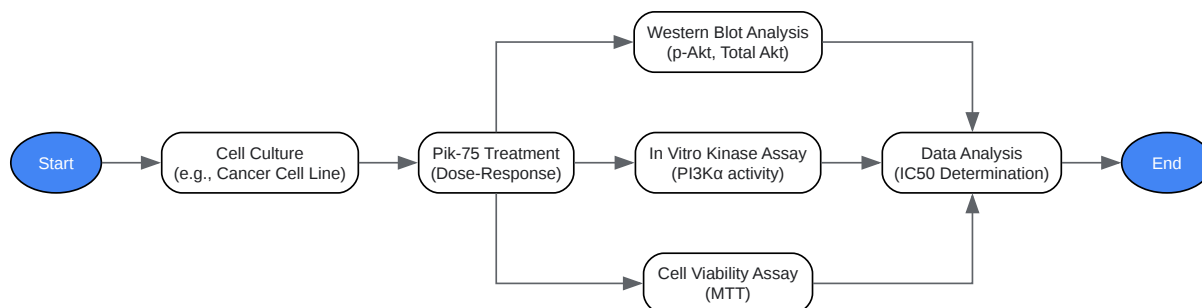 Start
Cell Culture
(e.g., Cancer Cell Line)
Pik-75 Treatment
(Dose-Response)
Western Blot Analysis
(p-Akt, Total Akt)
In Vitro Kinase Assay
(PI3Kα activity)
Cell Viability Assay
(MTT)
Data Analysis
(IC50 Determination)
End